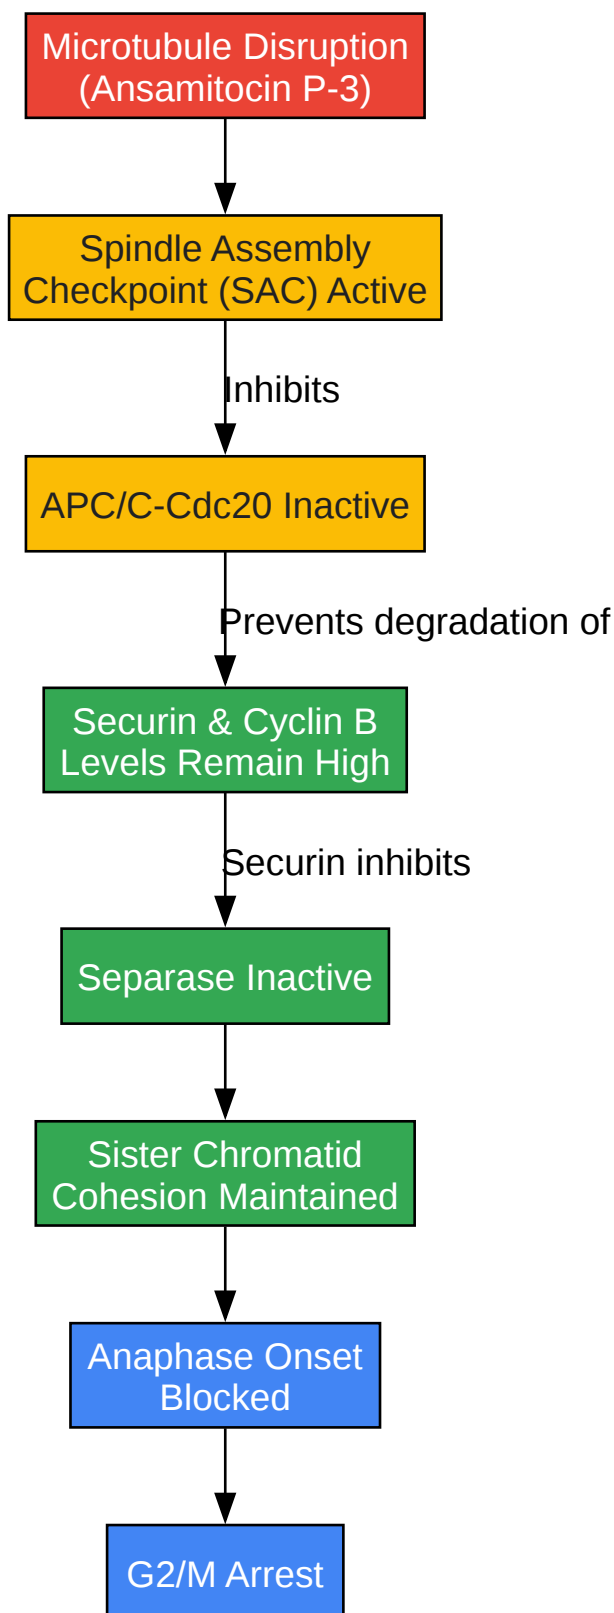 Microtubule Disruption
(Ansamitocin P-3)
Spindle Assembly
Checkpoint (SAC) Active
Inhibits
APC/C-Cdc20 Inactive
Prevents degradation of
Securin & Cyclin B
Levels Remain High
Securin inhibits
Separase Inactive
Sister Chromatid
Cohesion Maintained
Anaphase Onset
Blocked
G2/M Arrest